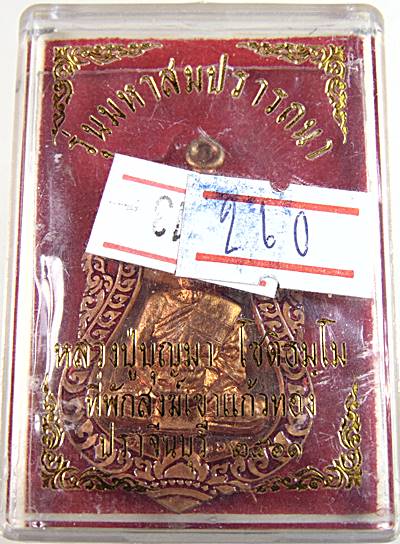 รุ่นมหาสมปรารถนา
260
หลวงปู่บุญมา โชติธมฺโม
ที่พักสงฆ์เขาแก้วทอง
ปราจีนบุรี ๒๕๖๑